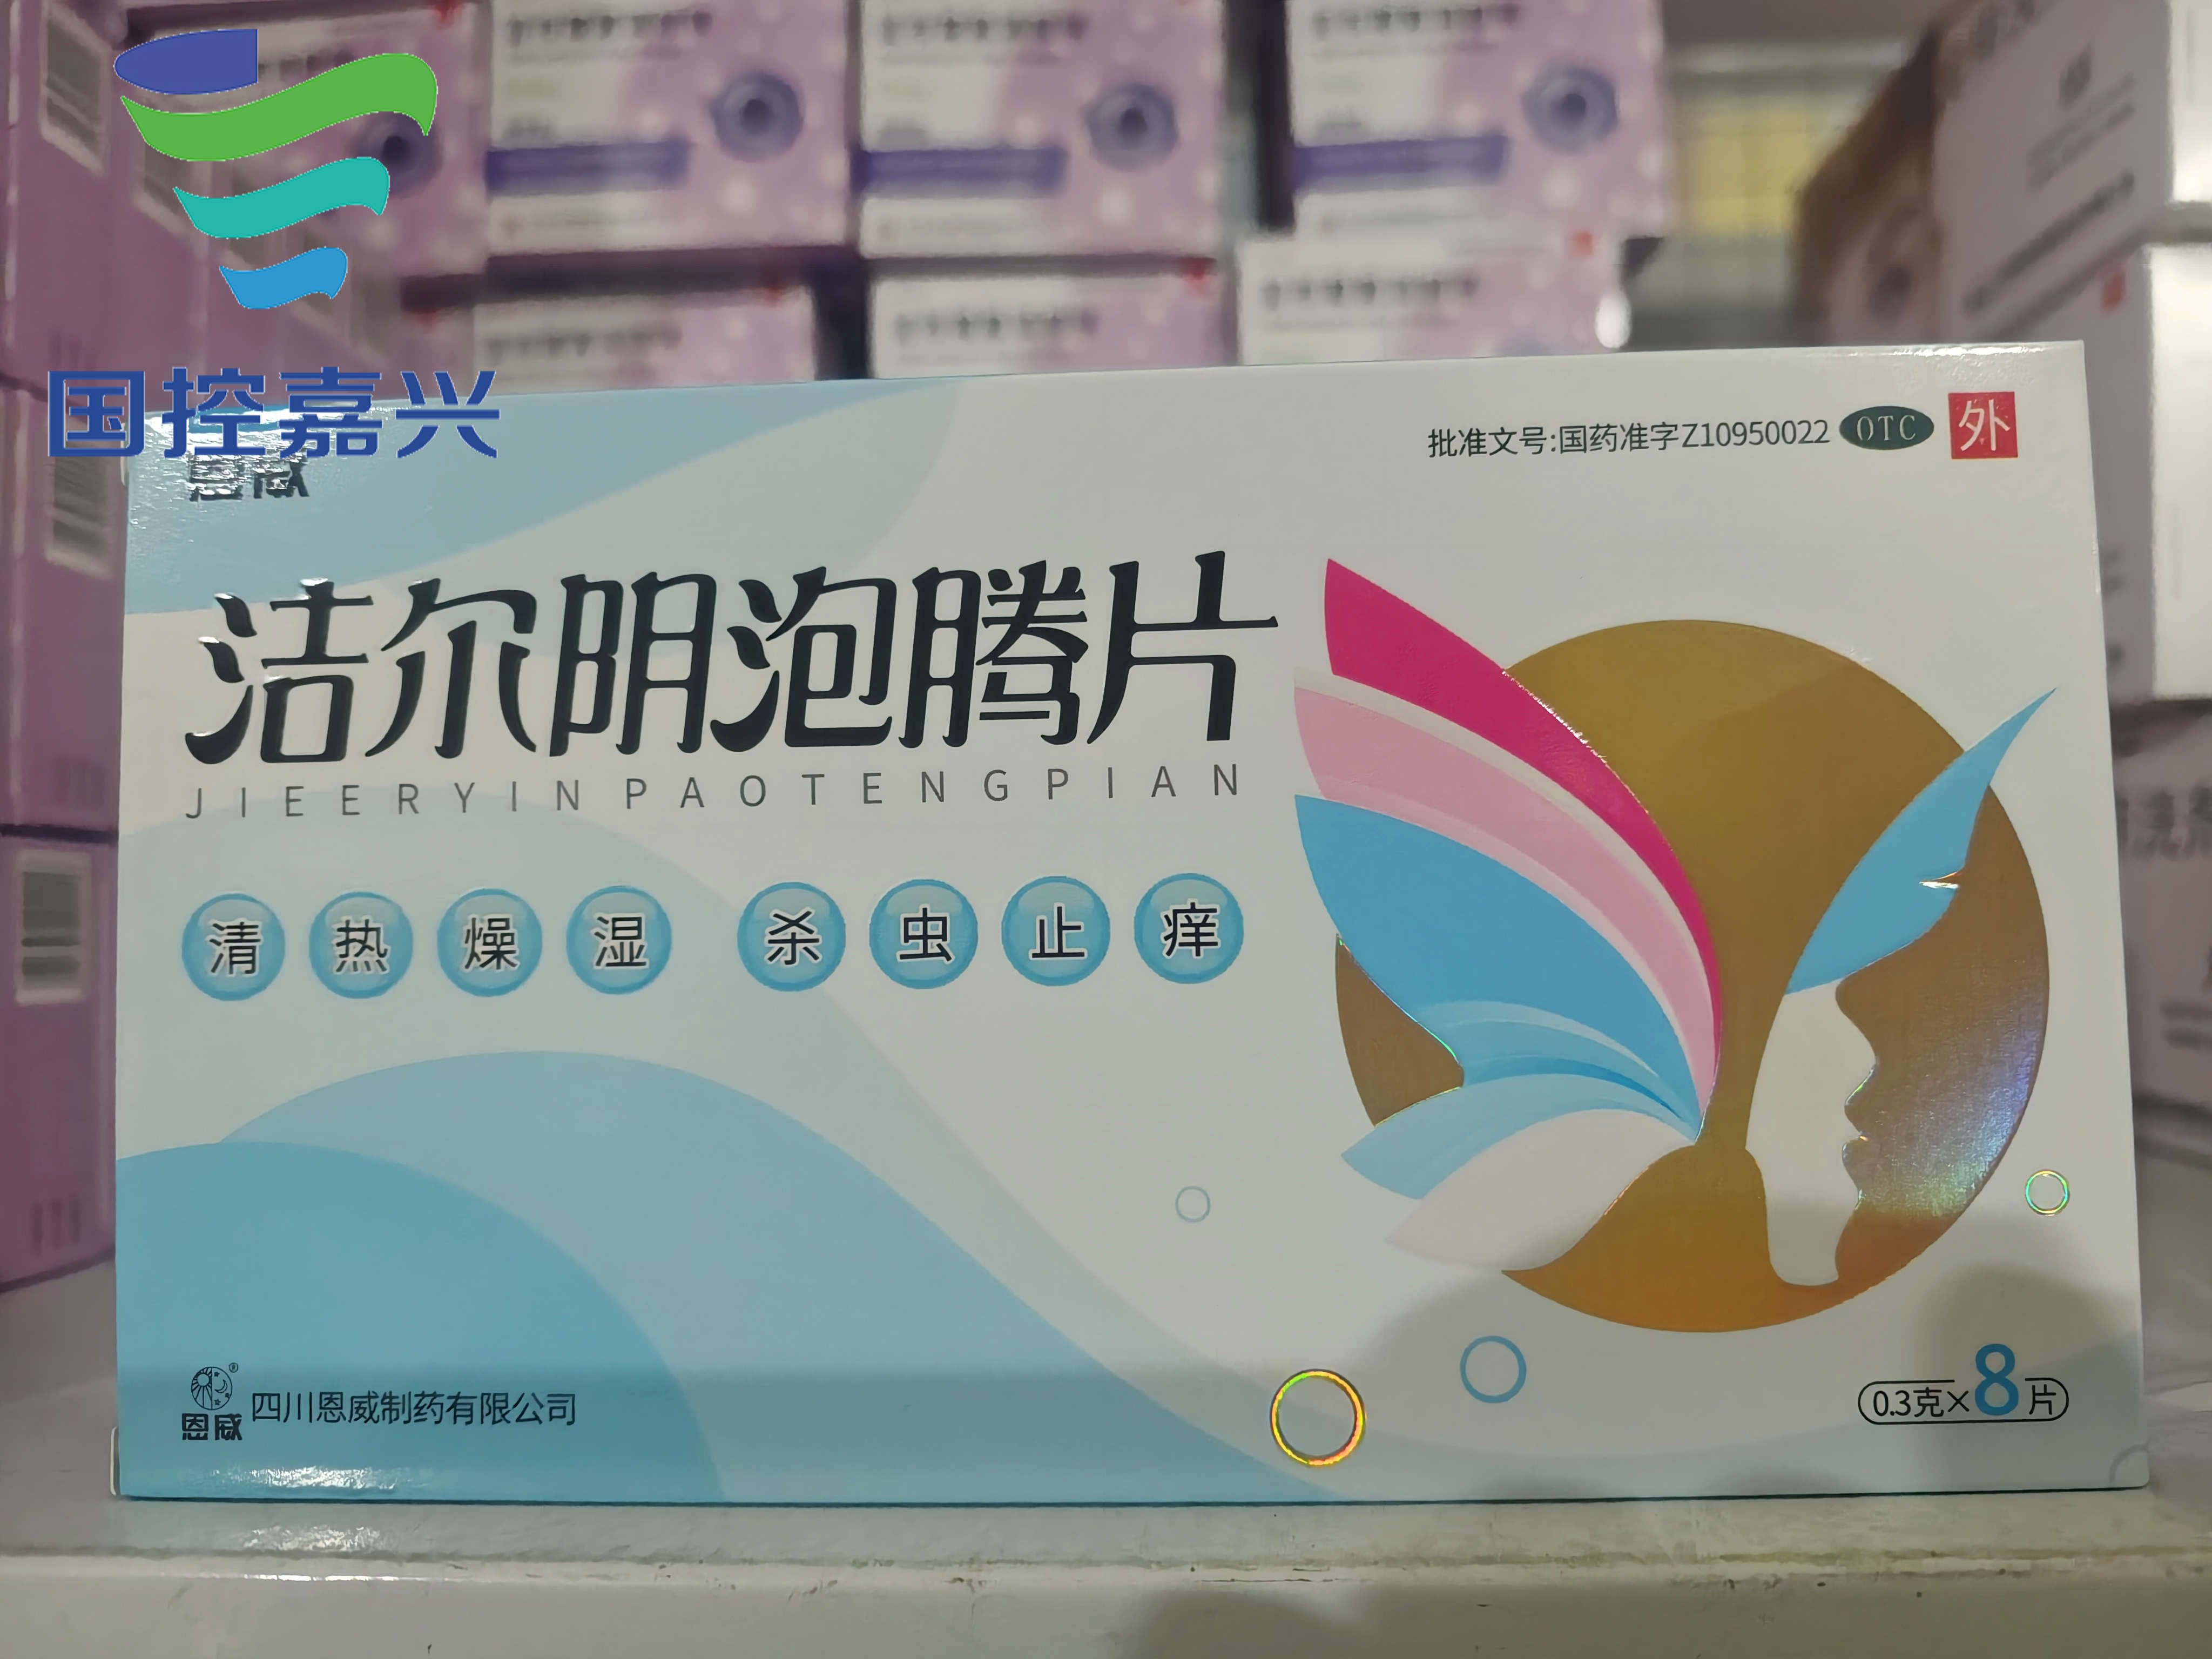 国控嘉兴
恩威
批准文号:国药准字Z10950022 OTC 外
洁尔阴泡腾片
JIEERYINPAOTENGPIAN
清热燥湿 杀虫止痒
恩威® 四川恩威制药有限公司
0.3克×8片